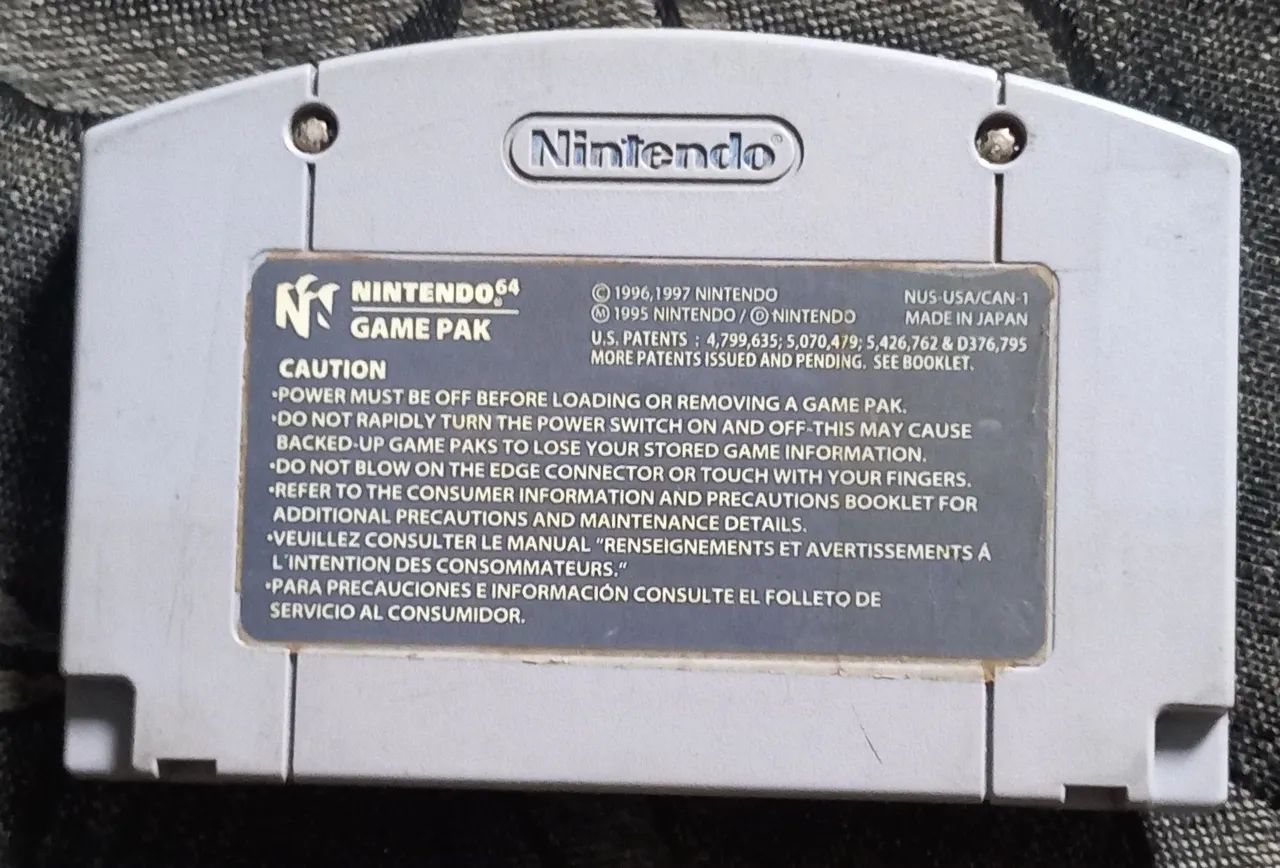 Nintendo®
NINTENDO⁶⁴®
GAME PAK
© 1996,1997 NINTENDO
Ⓜ 1995 NINTENDO / Ⓓ NINTENDO
NUS-USA/CAN-1
MADE IN JAPAN
U.S. PATENTS : 4,799,635; 5,070,479; 5,426,762 & D376,795
MORE PATENTS ISSUED AND PENDING. SEE BOOKLET.
CAUTION
•POWER MUST BE OFF BEFORE LOADING OR REMOVING A GAME PAK.
•DO NOT RAPIDLY TURN THE POWER SWITCH ON AND OFF-THIS MAY CAUSE
BACKED-UP GAME PAKS TO LOSE YOUR STORED GAME INFORMATION.
•DO NOT BLOW ON THE EDGE CONNECTOR OR TOUCH WITH YOUR FINGERS.
•REFER TO THE CONSUMER INFORMATION AND PRECAUTIONS BOOKLET FOR
ADDITIONAL PRECAUTIONS AND MAINTENANCE DETAILS.
•VEUILLEZ CONSULTER LE MANUAL "RENSEIGNEMENTS ET AVERTISSEMENTS Á
L'INTENTION DES CONSOMMATEURS."
•PARA PRECAUCIONES E INFORMACIÓN CONSULTE EL FOLLETO DE
SERVICIO AL CONSUMIDOR.